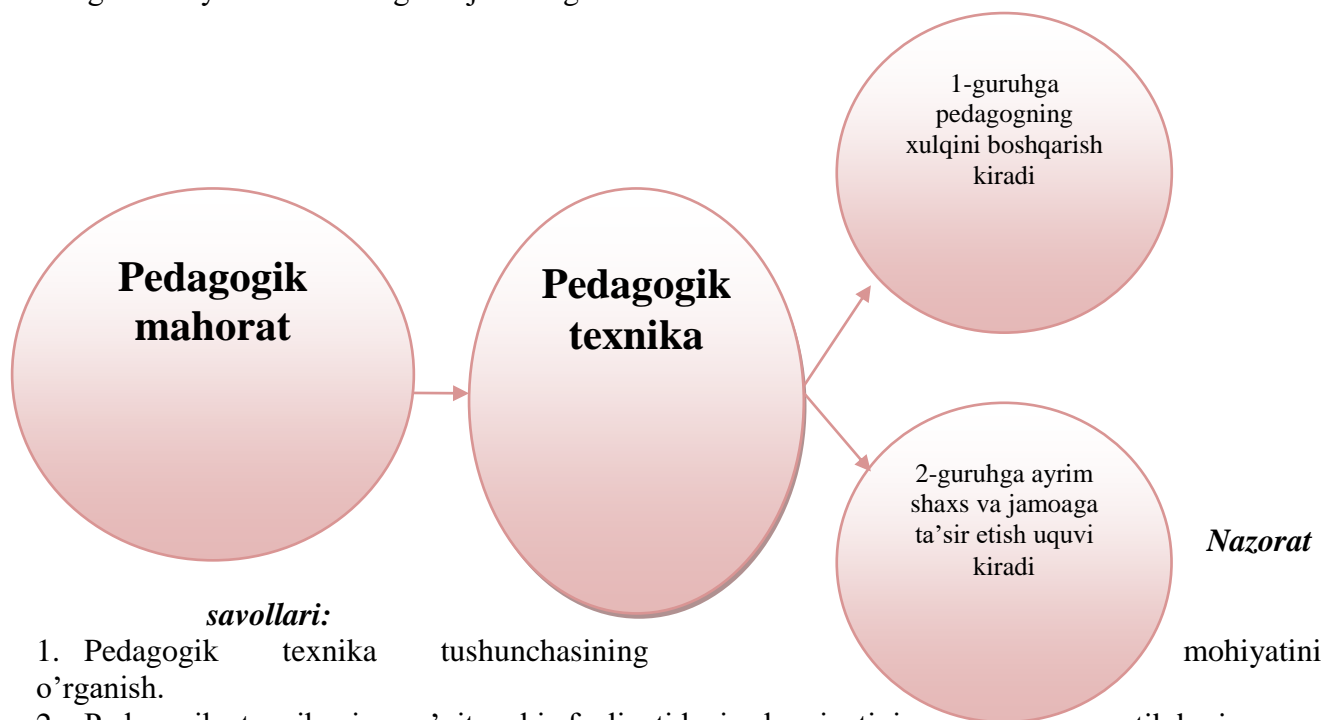 1-guruhga
pedagogning
xulqini boshqarish
kiradi
Pedagogik
mahorat
Pedagogik
texnika
2-guruhga ayrim
shaxs va jamoaga
ta’sir etish uquvi
kiradi
Nazorat
savollari:
1. Pedagogik texnika tushunchasining mohiyatini
o’rganish.